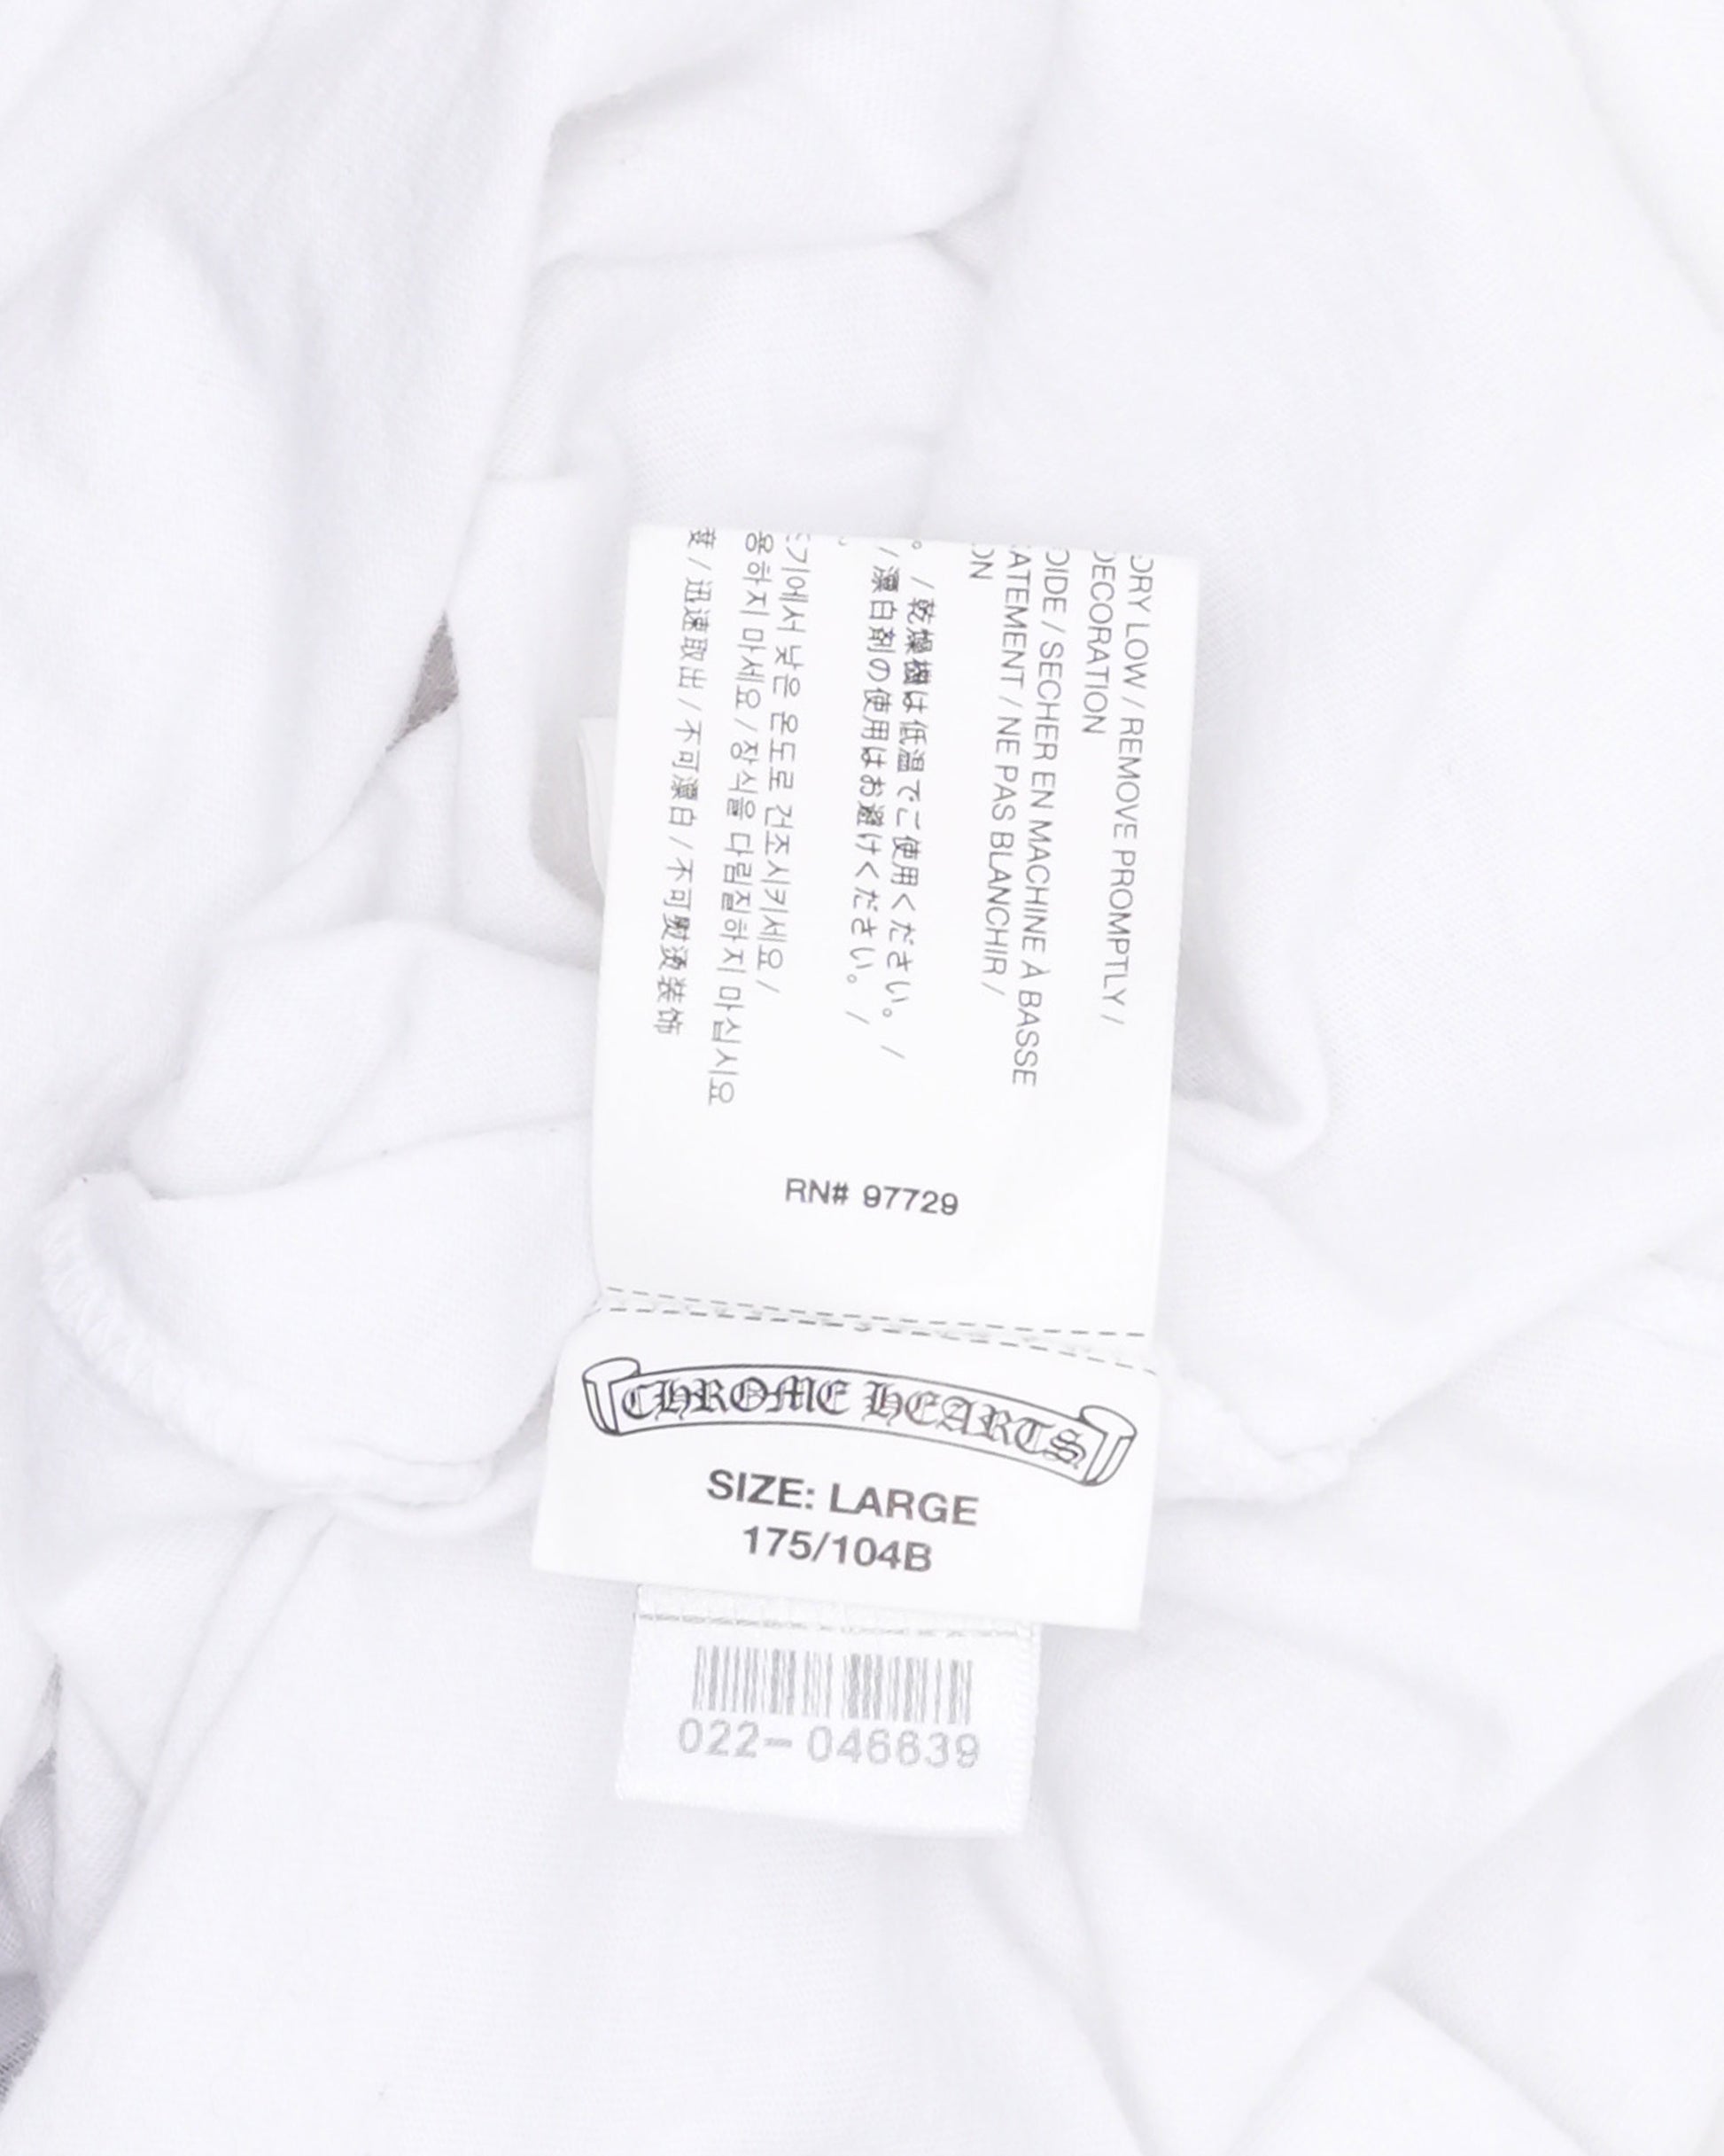 DRY LOW / REMOVE PROMPTLY /
DECORATION
OIDE / SECHER EN MACHINE À BASSE
ATEMENT / NE PAS BLANCHIR /
ON
。/ 乾燥機は低温でご使用ください。 /
/ 漂白剤の使用はお避けください。 /
기에서 낮은 온도로 건조시키세요 /
용하지 마세요 / 장식을 다림질하지 마십시요
/ 迅速取出 / 不可漂白 / 不可熨烫装饰
RN# 97729
CHROME HEARTS
SIZE: LARGE
175/104B
022-046639